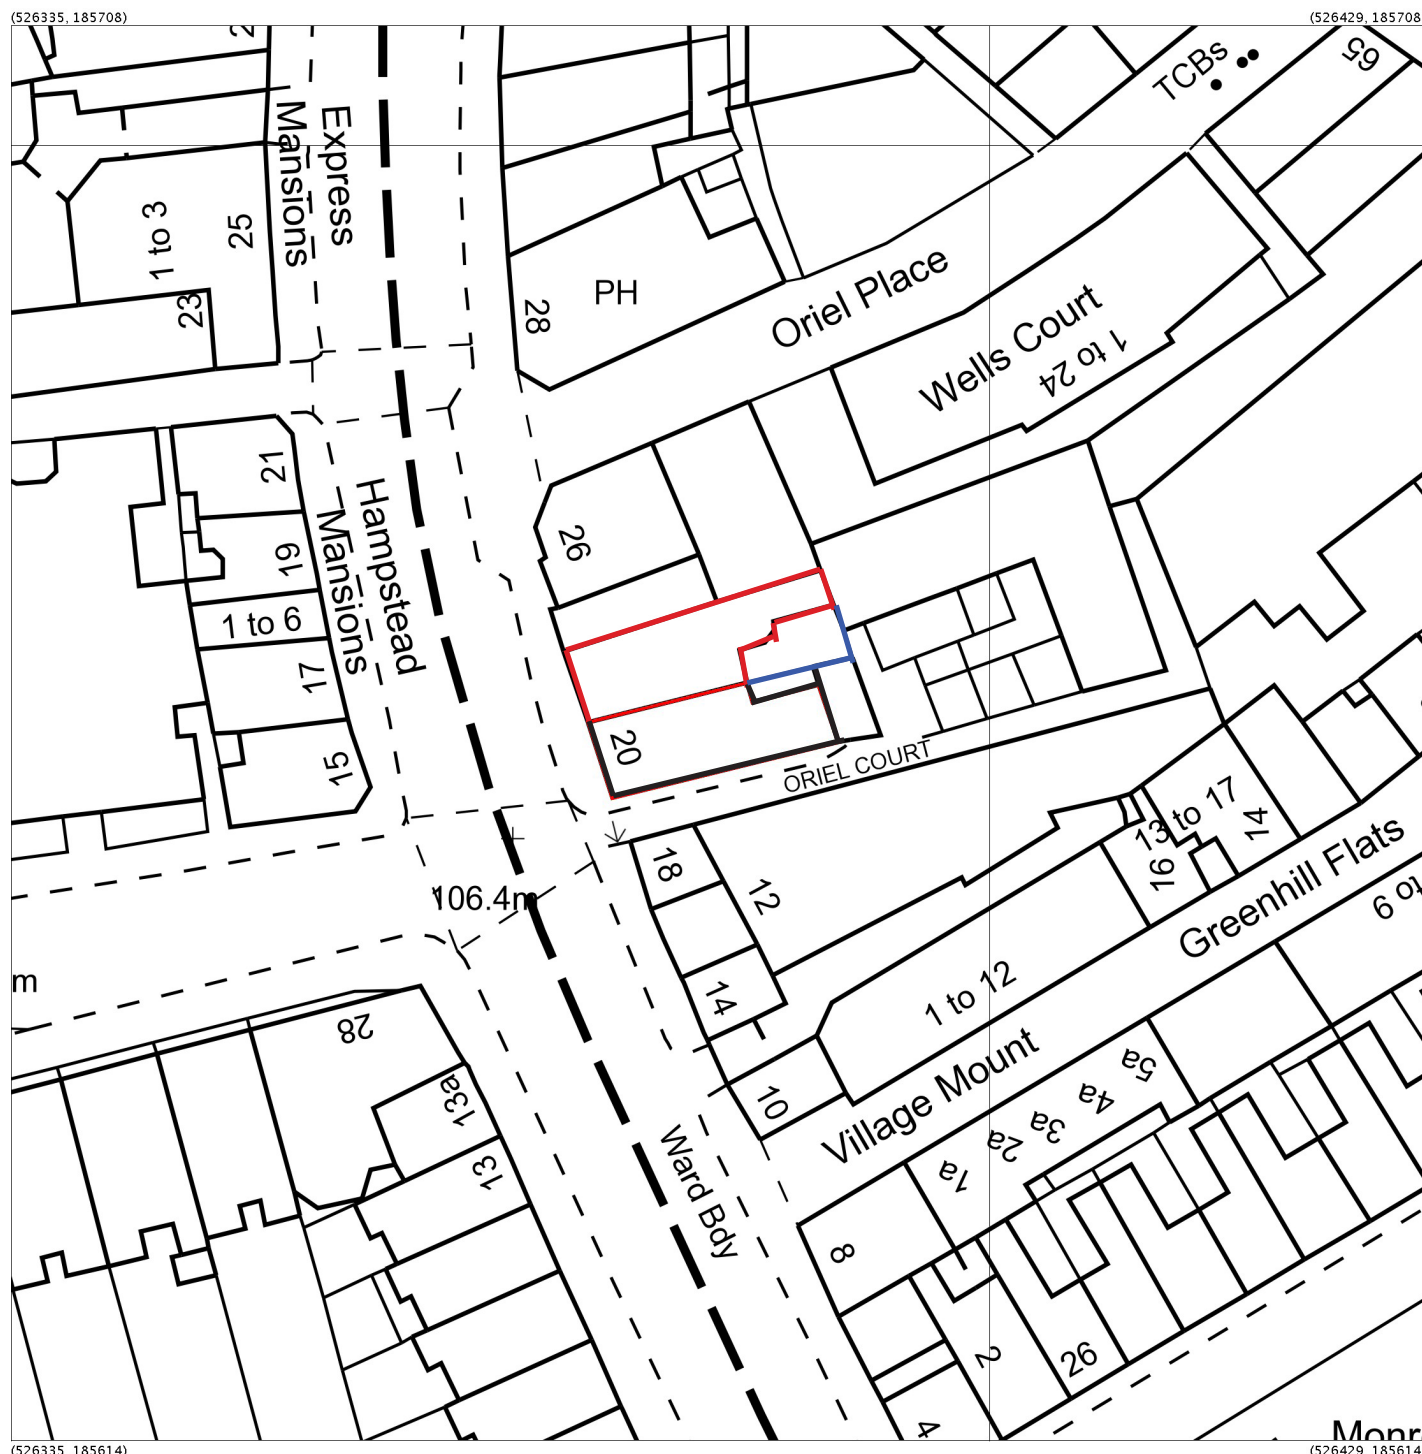 (526335, 185708)
(526429, 185708
TCBs
65
Express
Mansions
1 to 3
25
23
28
PH
Oriel Place
Wells Court
1 to 24
21
Hampstead
Mansions
19
1 to 6
17
15
26
20
ORIEL COURT
18
12
14
13 to 17
16
14
106.4m
m
Greenhill Flats
28
13a
13
1 to 12
10
Village Mount
1a
2a
3a
4a
5a
Ward Bdy
8
2
26
4
(526335, 185614)
(526429, 185614